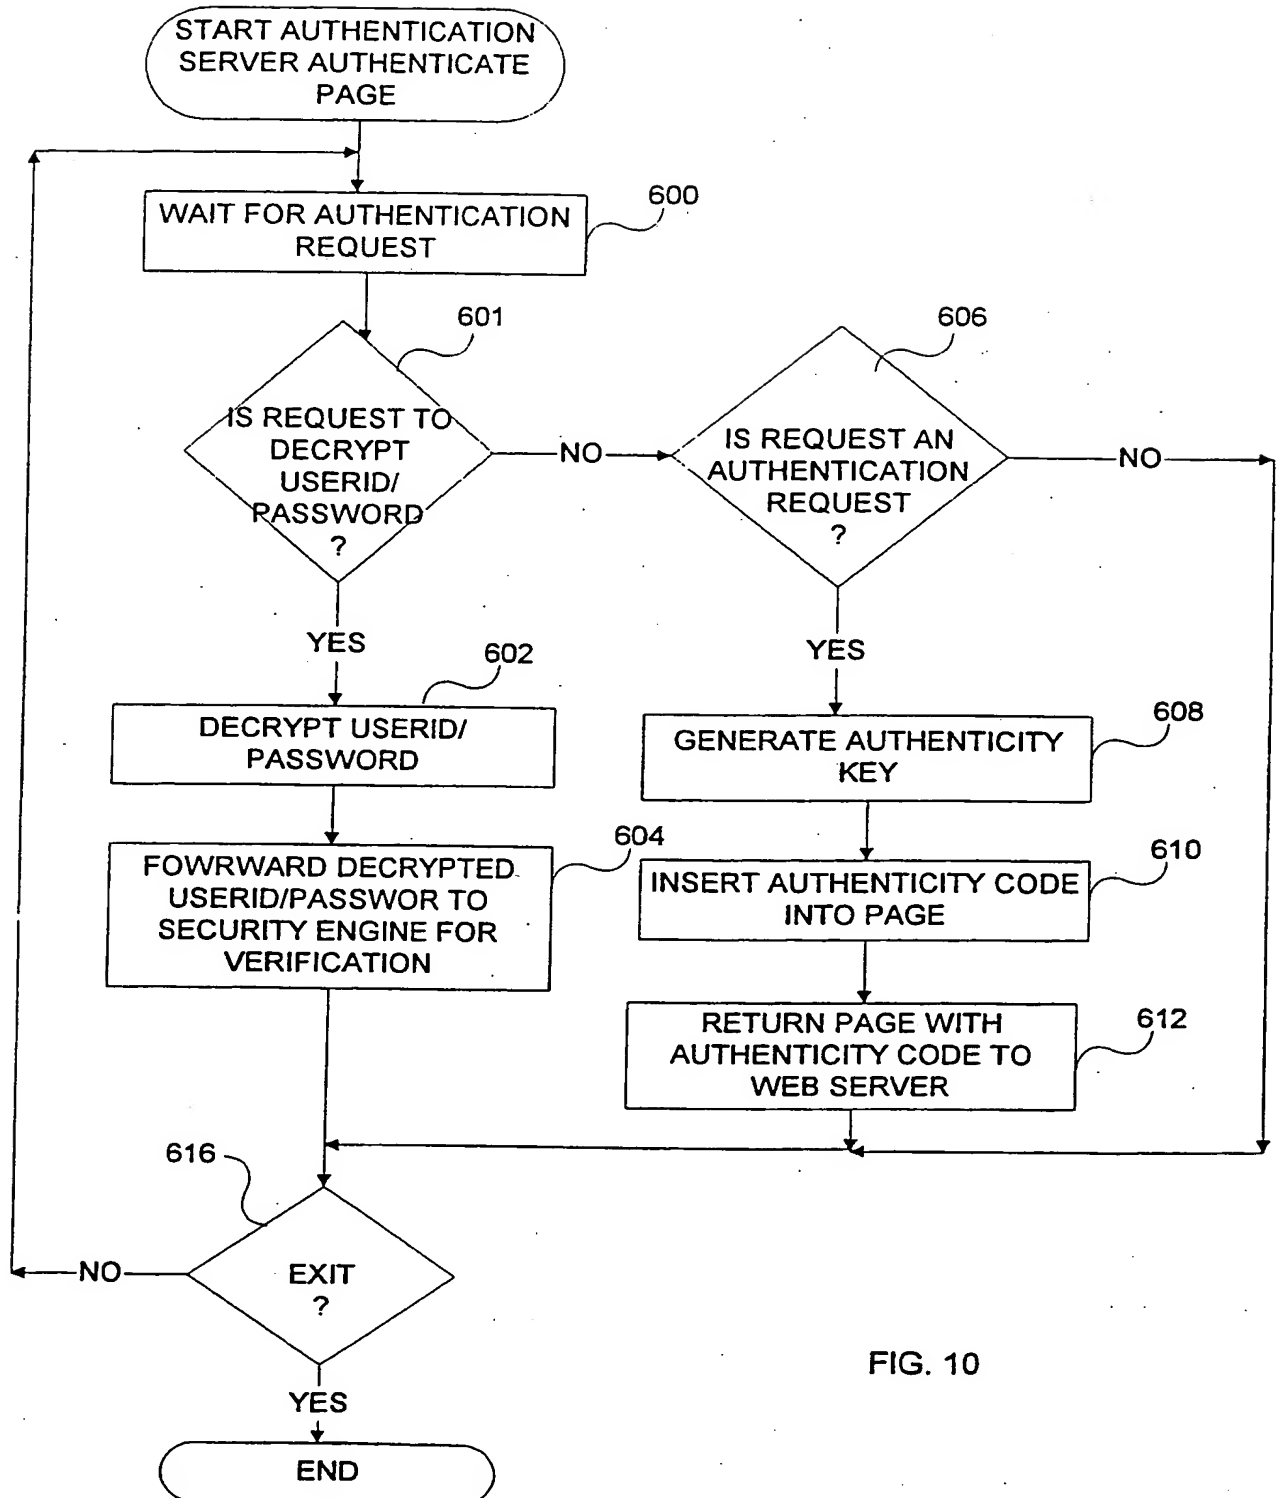 START AUTHENTICATION
SERVER AUTHENTICATE
PAGE
WAIT FOR AUTHENTICATION
REQUEST
600
601
IS REQUEST TO
DECRYPT
USERID/
PASSWORD
?
NO
606
IS REQUEST AN
AUTHENTICATION
REQUEST
?
NO
YES
602
DECRYPT USERID/
PASSWORD
604
FOWRWARD DECRYPTED
USERID/PASSWOR TO
SECURITY ENGINE FOR
VERIFICATION
YES
608
GENERATE AUTHENTICITY
KEY
610
INSERT AUTHENTICITY CODE
INTO PAGE
612
RETURN PAGE WITH
AUTHENTICITY CODE TO
WEB SERVER
616
EXIT
?
NO
YES
END
FIG. 10